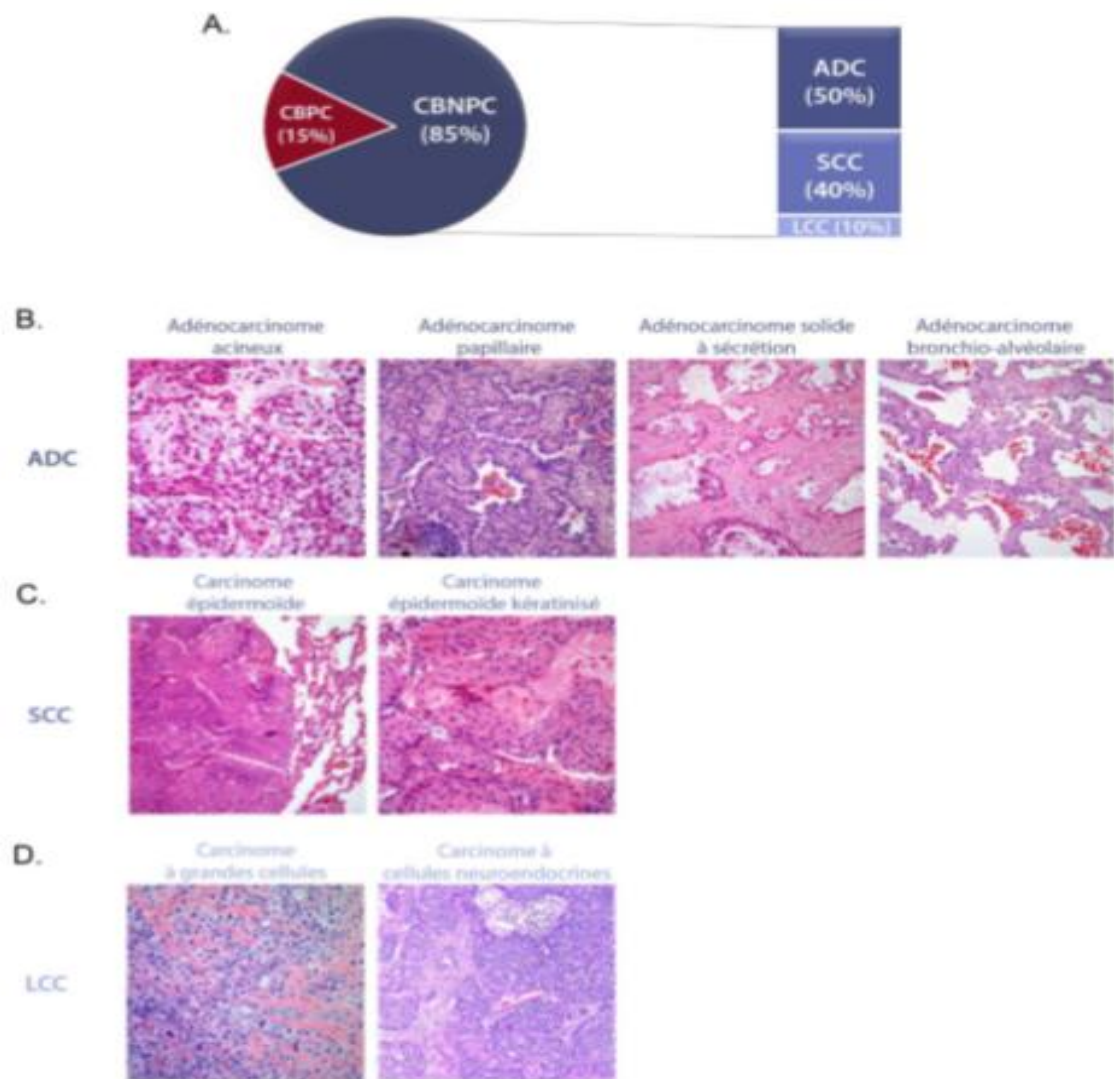 A.
CBPC
(15%)
CBNPC
(85%)
ADC
(50%)
SCC
(40%)
LCC (10%)
B.
Adénocarcinome
acineux
Adénocarcinome
papillaire
Adénocarcinome solide
à sécrétion
Adénocarcinome
bronchio-alvéolaire
ADC
C.
Carcinome
épidermoïde
Carcinome
épidermoïde kératinisé
SCC
D.
Carcinome
à grandes cellules
Carcinome à
cellules neuroendocrines
LCC